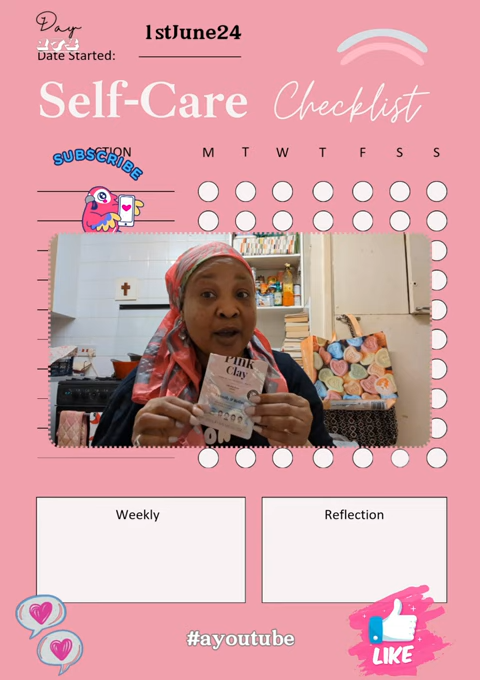 Day
1stJune24
Date Started:
Self-Care Checklist
M T W T F S S
SUBSCRIBE
Pink
Clay
Weekly
Reflection
#ayoutube
LIKE